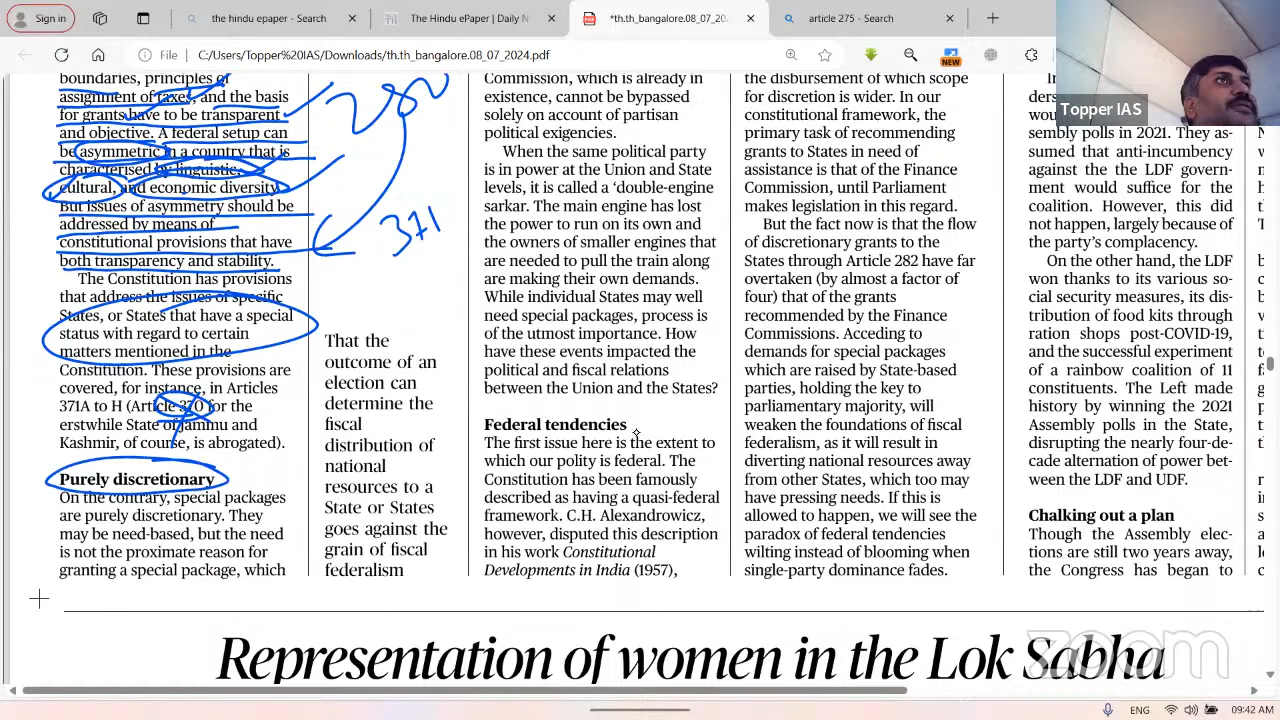 Sign in
the hindu epaper - Search
The Hindu ePaper | Daily N
*th.th_bangalore.08_07_20
article 275 - Search
File
C:/Users/Topper%20IAS/Downloads/th.th_bangalore.08_07_2024.pdf
NEW
Topper IAS
boundaries, principles of
assignment of taxes, and the basis
for grants have to be transparent
and objective. A federal setup can
be asymmetric in a country that is
characterised by linguistic,
cultural, and economic diversity.
But issues of asymmetry should be
addressed by means of
constitutional provisions that have
both transparency and stability.
The Constitution has provisions
that address the issues of specific
States, or States that have a special
status with regard to certain
matters mentioned in the
Constitution. These provisions are
covered, for instance, in Articles
371A to H (Article 370 for the
erstwhile State of Jammu and
Kashmir, of course, is abrogated).
Purely discretionary
On the contrary, special packages
are purely discretionary. They
may be need-based, but the need
is not the proximate reason for
granting a special package, which
371
That the
outcome of an
election can
determine the
fiscal
distribution of
national
resources to a
State or States
goes against the
grain of fiscal
federalism
Commission, which is already in
existence, cannot be bypassed
solely on account of partisan
political exigencies.
When the same political party
is in power at the Union and State
levels, it is called a ‘double-engine
sarkar. The main engine has lost
the power to run on its own and
the owners of smaller engines that
are needed to pull the train along
are making their own demands.
While individual States may well
need special packages, process is
of the utmost importance. How
have these events impacted the
political and fiscal relations
between the Union and the States?
Federal tendencies
The first issue here is the extent to
which our polity is federal. The
Constitution has been famously
described as having a quasi-federal
framework. C.H. Alexandrowicz,
however, disputed this description
in his work Constitutional
Developments in India (1957),
the disbursement of which scope
for discretion is wider. In our
constitutional framework, the
primary task of recommending
grants to States in need of
assistance is that of the Finance
Commission, until Parliament
makes legislation in this regard.
But the fact now is that the flow
of discretionary grants to the
States through Article 282 have far
overtaken (by almost a factor of
four) that of the grants
recommended by the Finance
Commissions. Acceding to
demands for special packages
which are raised by State-based
parties, holding the key to
parliamentary majority, will
weaken the foundations of fiscal
federalism, as it will result in
diverting national resources away
from other States, which too may
have pressing needs. If this is
allowed to happen, we will see the
paradox of federal tendencies
wilting instead of blooming when
single-party dominance fades.
sembly polls in 2021. They as-
sumed that anti-incumbency
against the the LDF govern-
ment would suffice for the
coalition. However, this did
not happen, largely because of
the party’s complacency.
On the other hand, the LDF
won thanks to its various so-
cial security measures, its dis-
tribution of food kits through
ration shops post-COVID-19,
and the successful experiment
of a rainbow coalition of 11
constituents. The Left made
history by winning the 2021
Assembly polls in the State,
disrupting the nearly four-de-
cade alternation of power bet-
ween the LDF and UDF.
Chalking out a plan
Though the Assembly elec-
tions are still two years away,
the Congress has began to
Representation of women in the Lok Sabha
zoom
ENG
09:42 AM